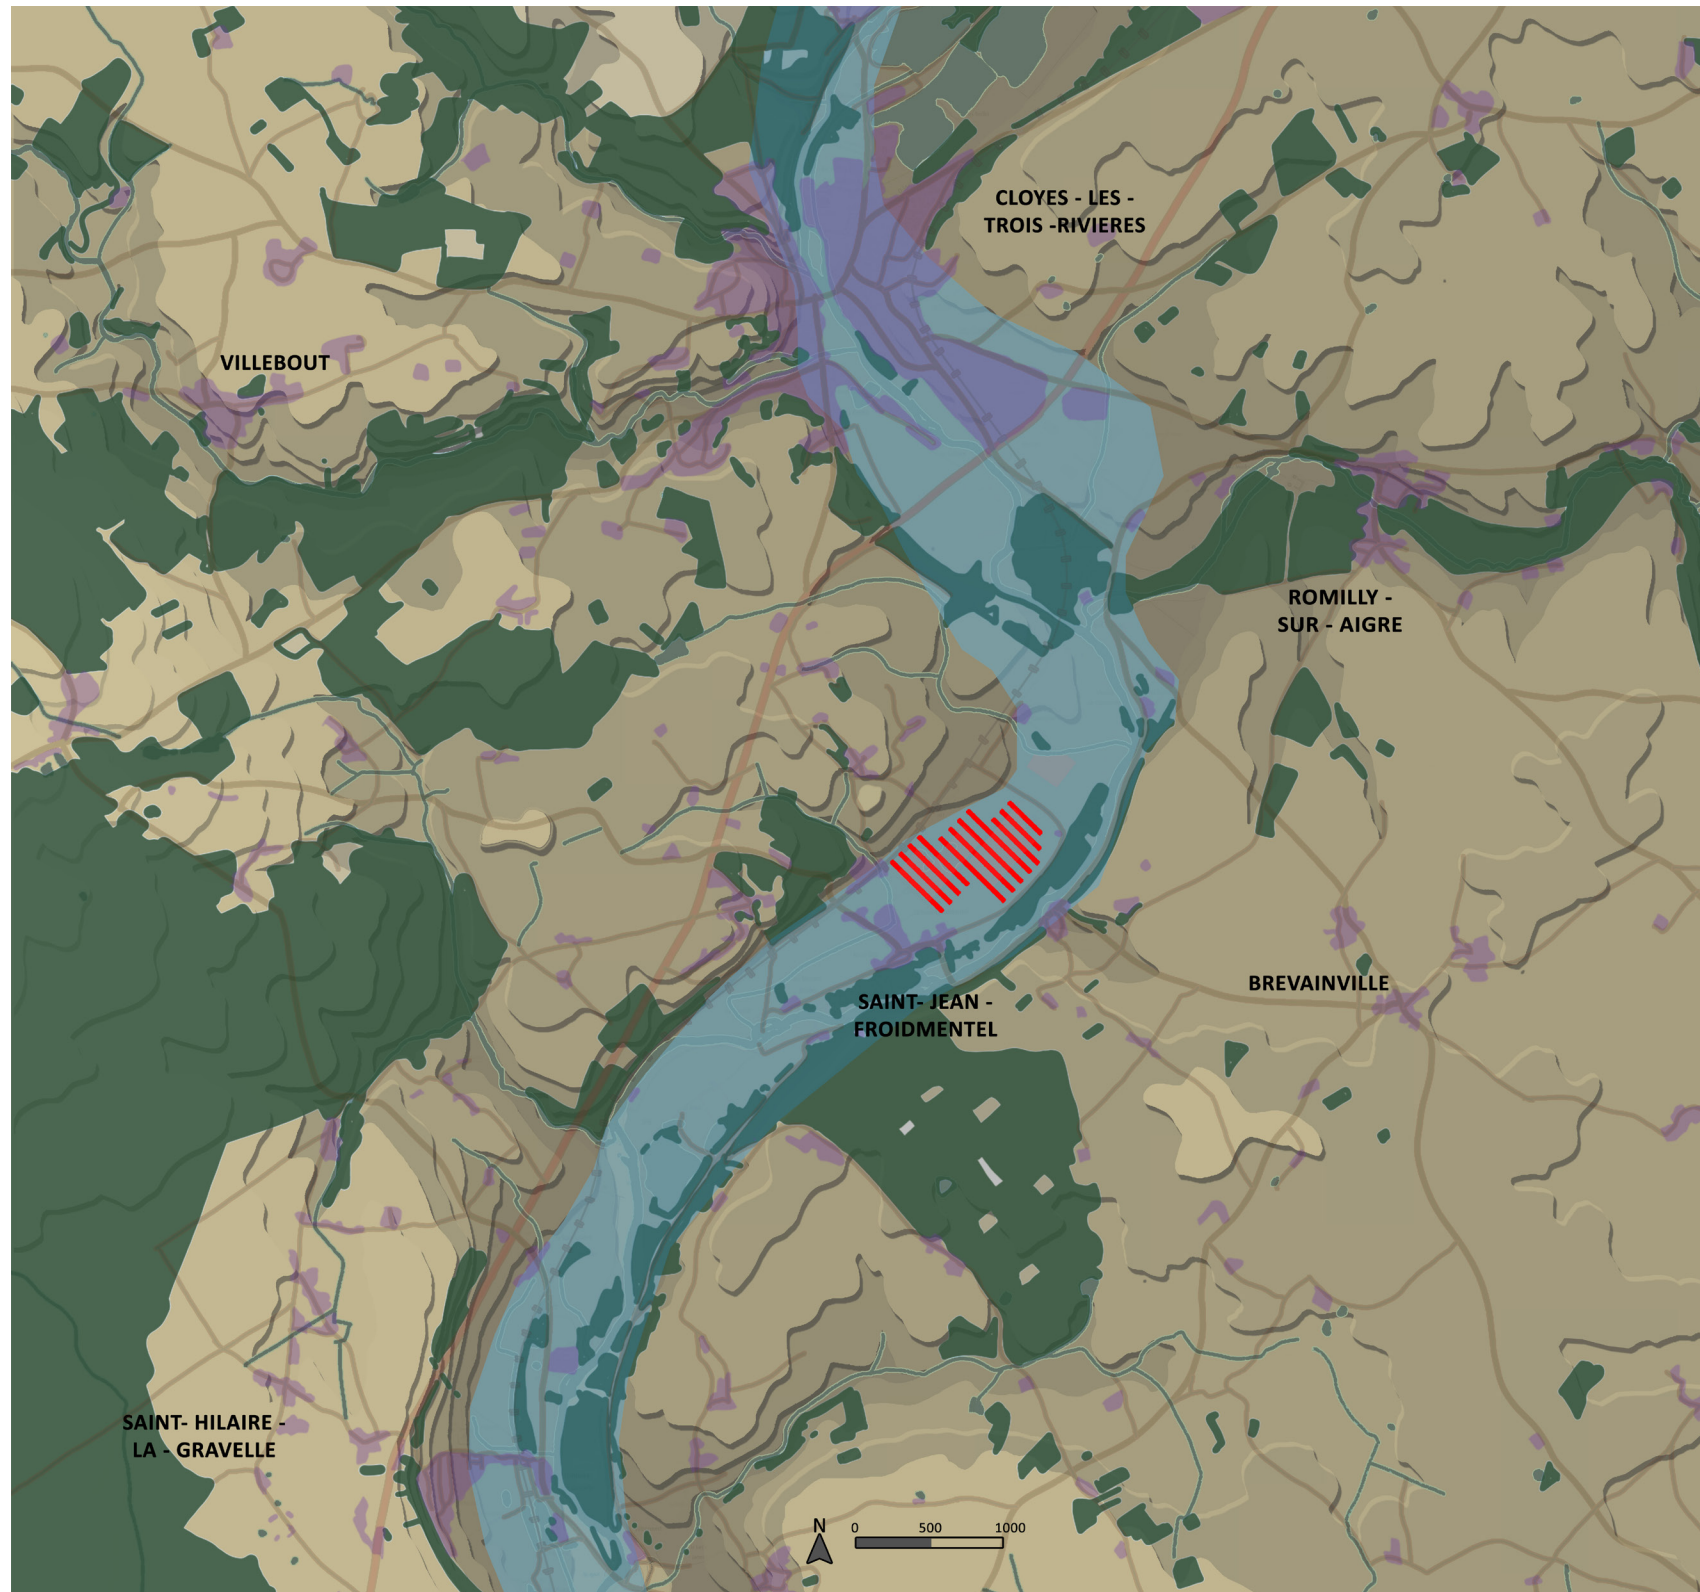 CLOYES - LES -
TROIS -RIVIERES
VILLEBOUT
ROMILLY -
SUR - AIGRE
BREVAINVILLE
SAINT- JEAN -
FROIDMENTEL
SAINT- HILAIRE -
LA - GRAVELLE
N 0 500 1000